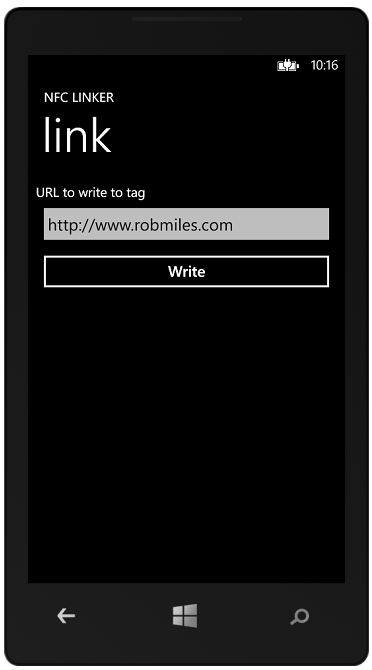 10:16
NFC LINKER
link
URL to write to tag
http://www.robmiles.com
Write